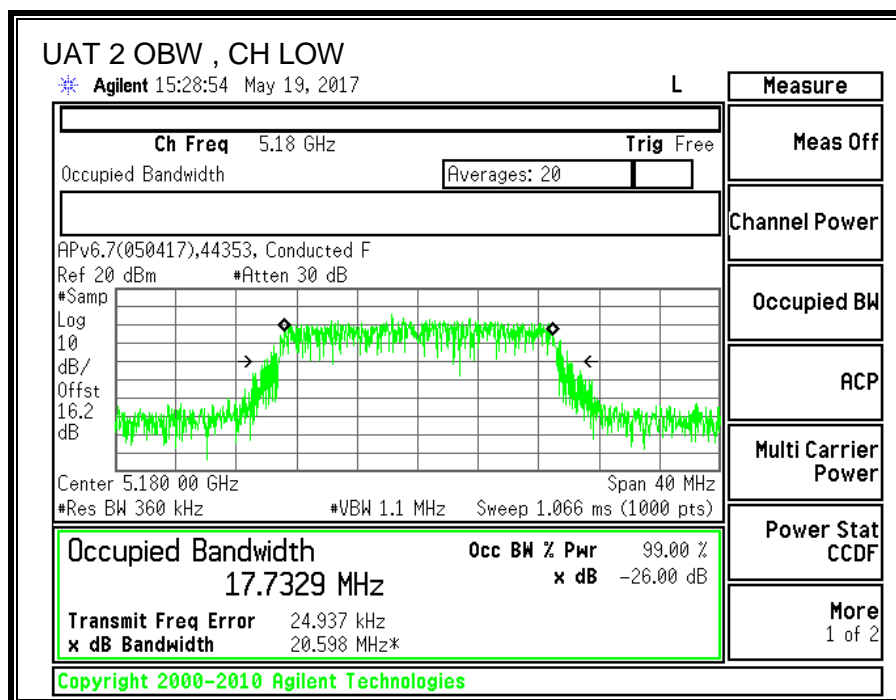 UAT 2 OBW , CH LOW
Agilent 15:28:54 May 19, 2017 L
Measure
Ch Freq 5.18 GHz Trig Free
Meas Off
Occupied Bandwidth Averages: 20
Channel Power
APv6.7(050417),44353, Conducted F
Ref 20 dBm #Atten 30 dB
#Samp
Log
10
dB/
Offst
16.2
dB
Occupied BW
ACP
Center 5.180 00 GHz Span 40 MHz
#Res BW 360 kHz #VBW 1.1 MHz Sweep 1.066 ms (1000 pts)
Multi Carrier
Power
Occupied Bandwidth Occ BW % Pwr 99.00 %
17.7329 MHz x dB -26.00 dB
Power Stat
CCDF
Transmit Freq Error 24.937 kHz
x dB Bandwidth 20.598 MHz*
More
1 of 2
Copyright 2000-2010 Agilent Technologies